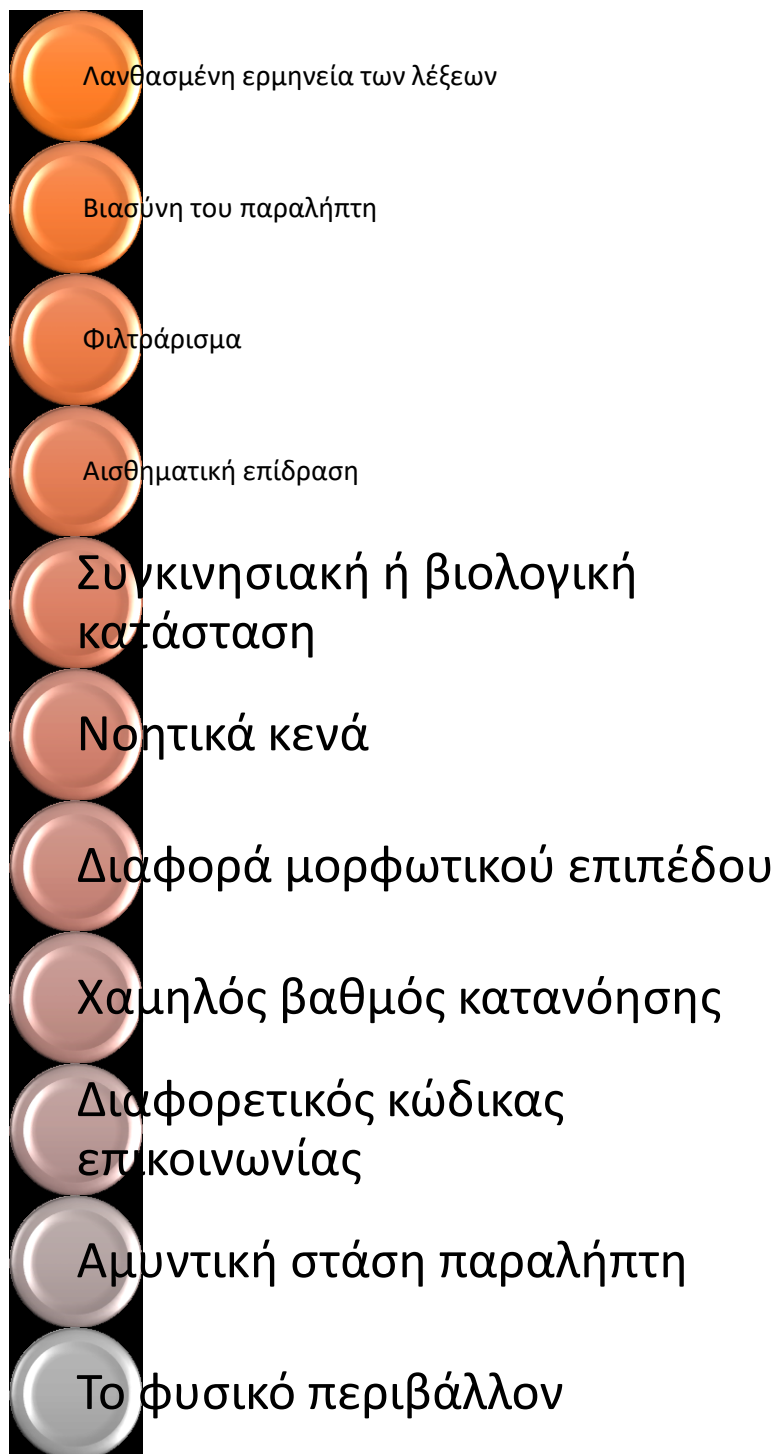 Λανθασμένη ερμηνεία των λέξεων
Βιασύνη του παραλήπτη
Φιλτράρισμα
Αισθηματική επίδραση
Συγκινησιακή ή βιολογική
κατάσταση
Νοητικά κενά
Διαφορά μορφωτικού επιπέδου
Χαμηλός βαθμός κατανόησης
Διαφορετικός κώδικας
επικοινωνίας
Αμυντική στάση παραλήπτη
Το φυσικό περιβάλλον